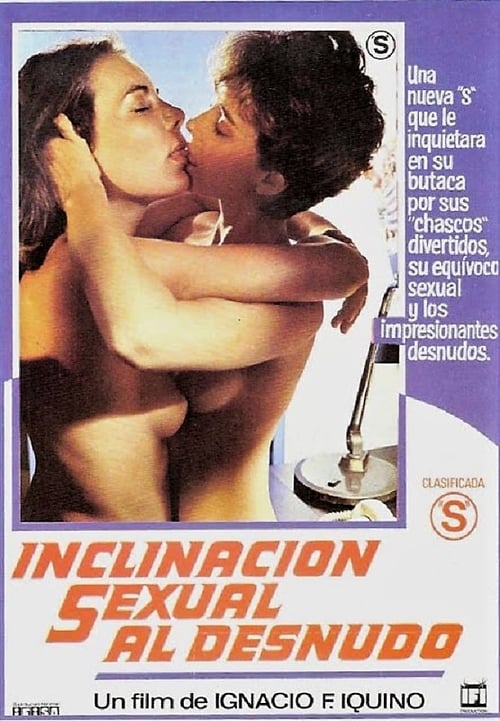 S
Una
nueva "S"
que le
inquietara
en su
butaca
por sus
"chascos"
divertidos,
su equívoco
sexual
y los
impresionantes
desnudos.
CLASIFICADA
"S"
INCLINACION
SEXUAL
AL DESNUDO
Un film de IGNACIO F. IQUINO